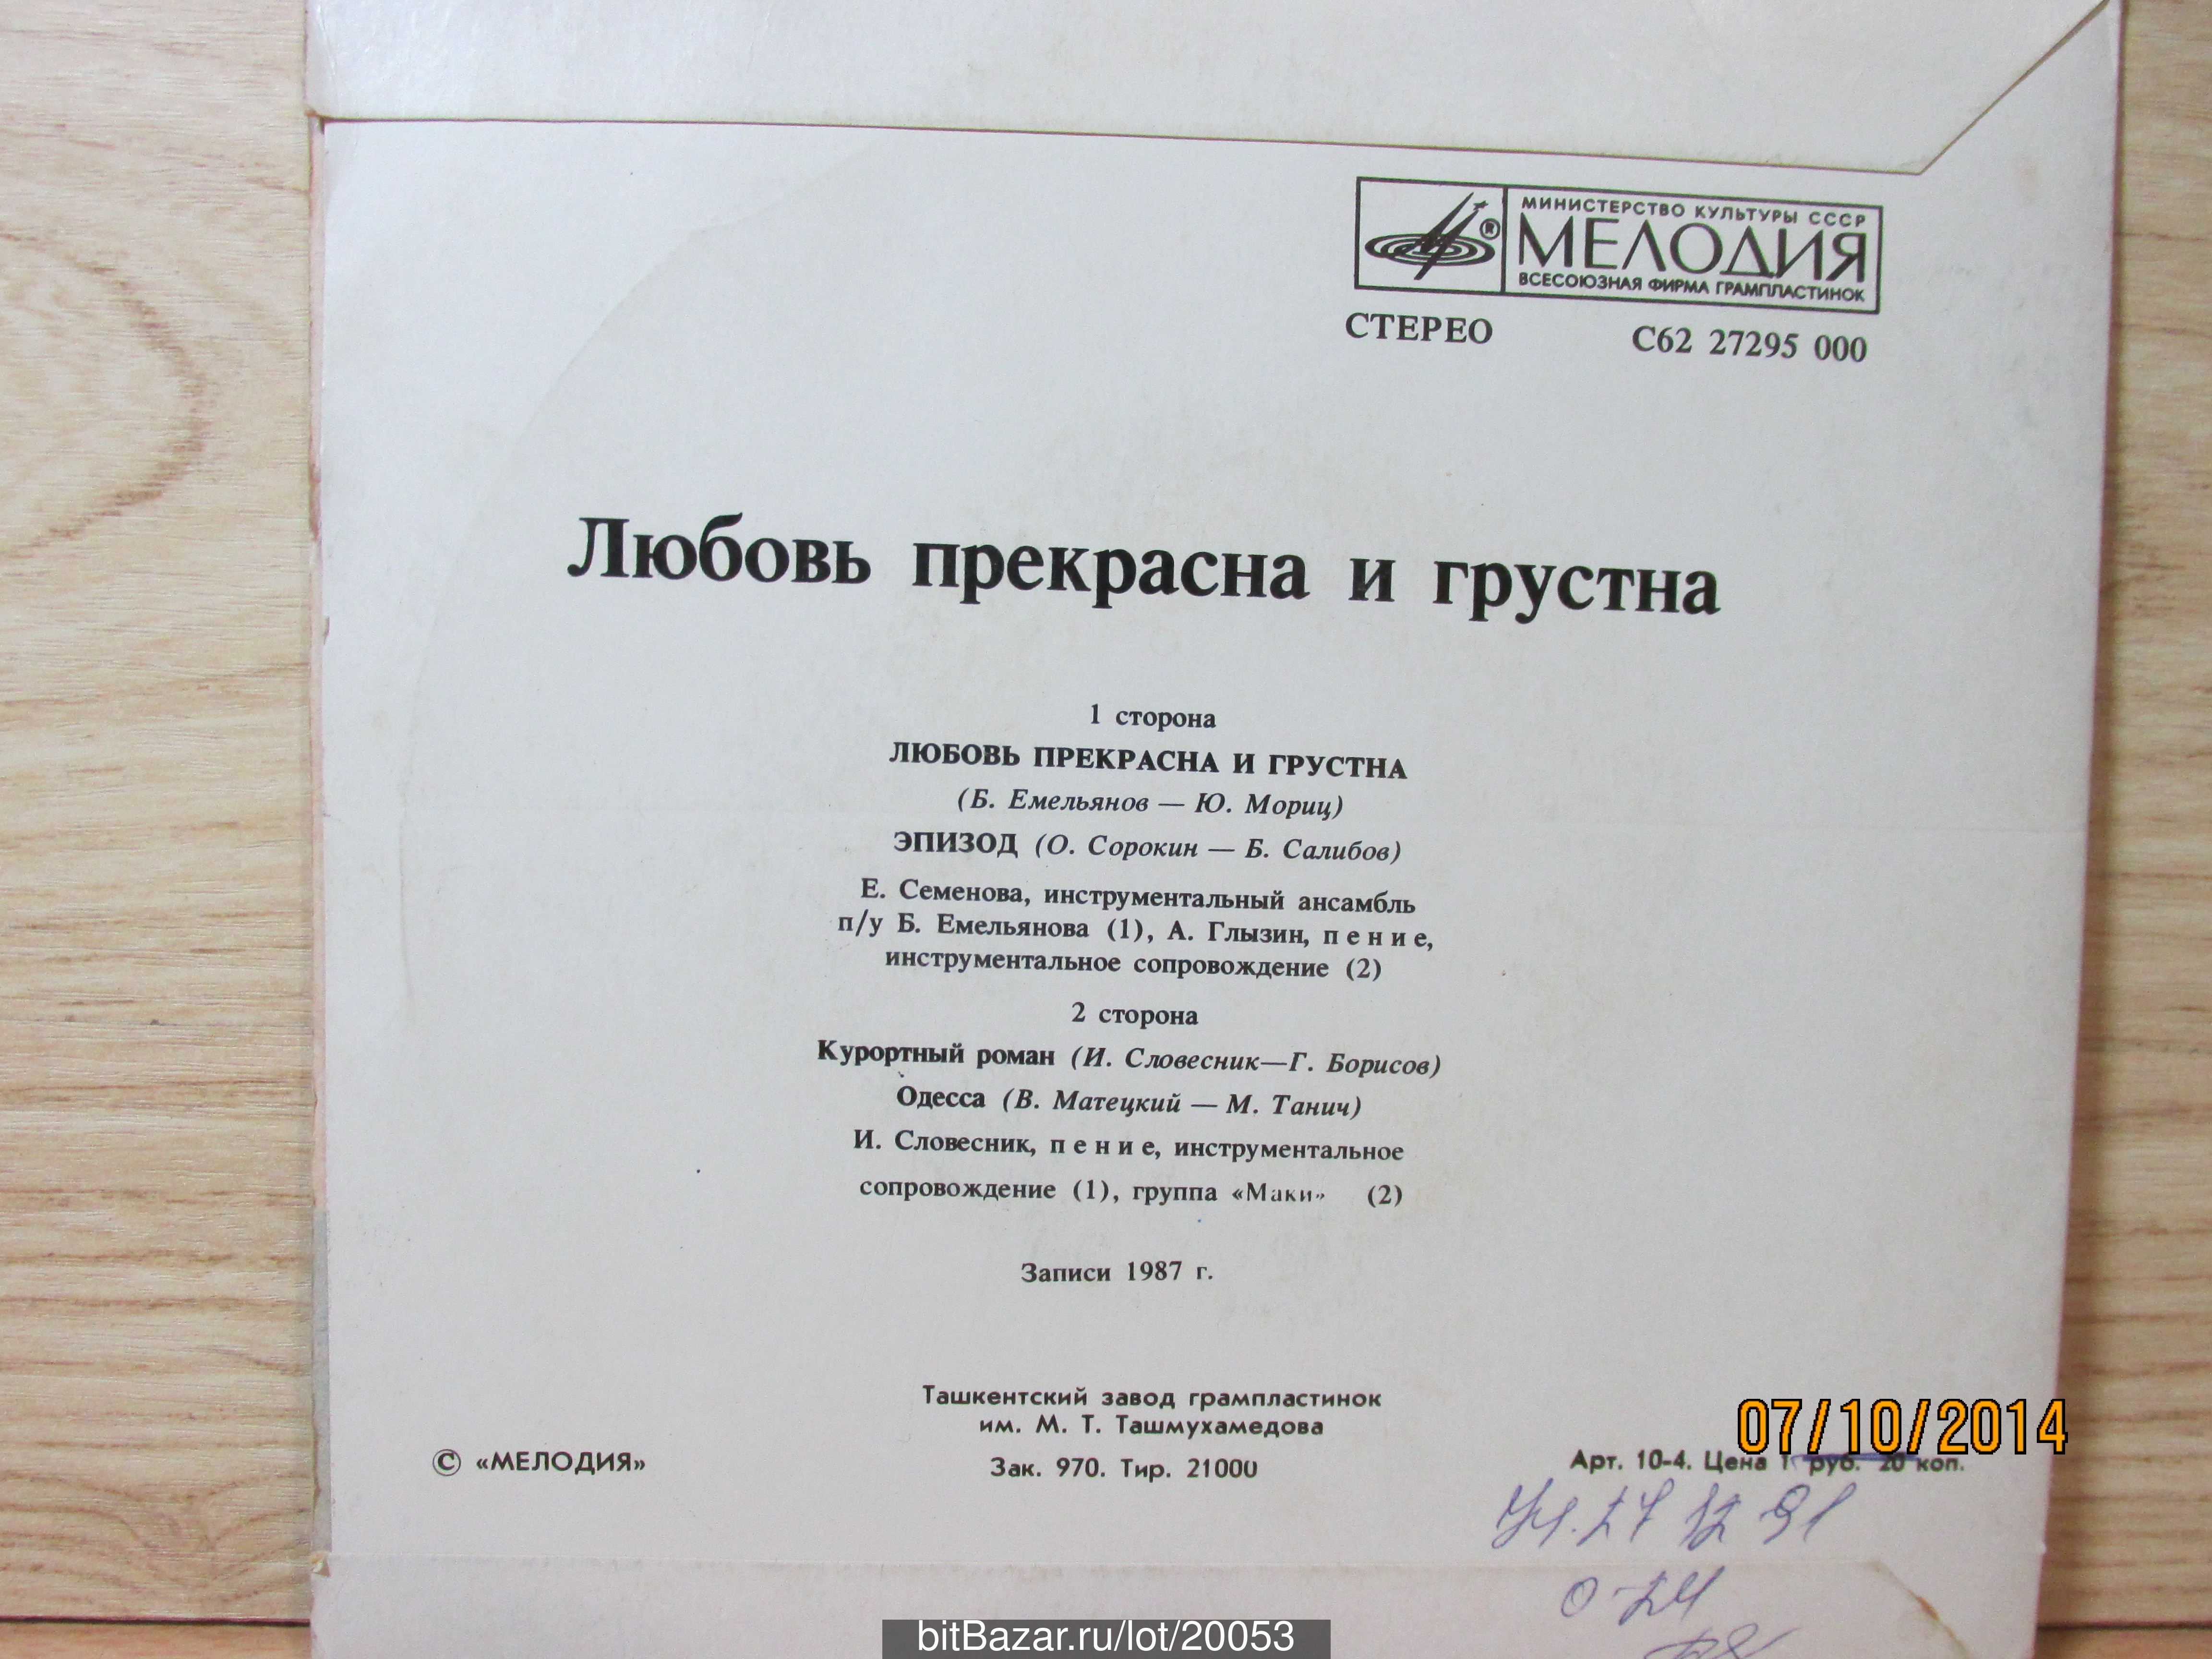 МИНИСТЕРСТВО КУЛЬТУРЫ СССР
МЕЛОДИЯ
®
ВСЕСОЮЗНАЯ ФИРМА ГРАМПЛАСТИНОК
СТЕРЕО С62 27295 000
Любовь прекрасна и грустна
1 сторона
ЛЮБОВЬ ПРЕКРАСНА И ГРУСТНА
(Б. Емельянов — Ю. Мориц)
ЭПИЗОД (О. Сорокин — Б. Салибов)
Е. Семенова, инструментальный ансамбль
п/у Б. Емельянова (1), А. Глызин, п е н и е,
инструментальное сопровождение (2)
2 сторона
Курортный роман (И. Словесник—Г. Борисов)
Одесса (В. Матецкий — М. Танич)
И. Словесник, п е н и е, инструментальное
сопровождение (1), группа «Маки» (2)
Записи 1987 г.
Ташкентский завод грампластинок
им. М. Т. Ташмухамедова
Зак. 970. Тир. 21000
© «МЕЛОДИЯ»
07/10/2014
Арт. 10-4. Цена 1 руб. 20 коп.
bitBazar.ru/lot/20053